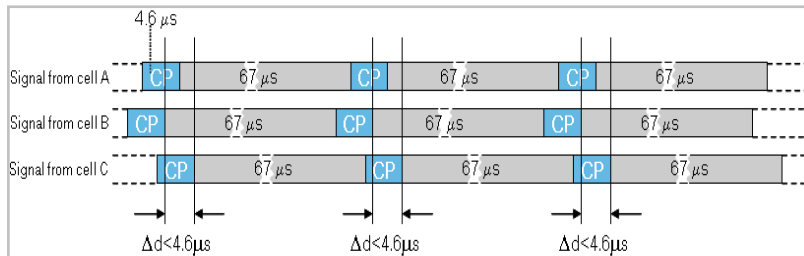 4.6 μs
Signal from cell A CP 67 μs CP 67 μs CP 67 μs
Signal from cell B CP 67 μs CP 67 μs CP 67 μs
Signal from cell C CP 67 μs CP 67 μs CP 67 μs
Δd<4.6μs Δd<4.6μs Δd<4.6μs